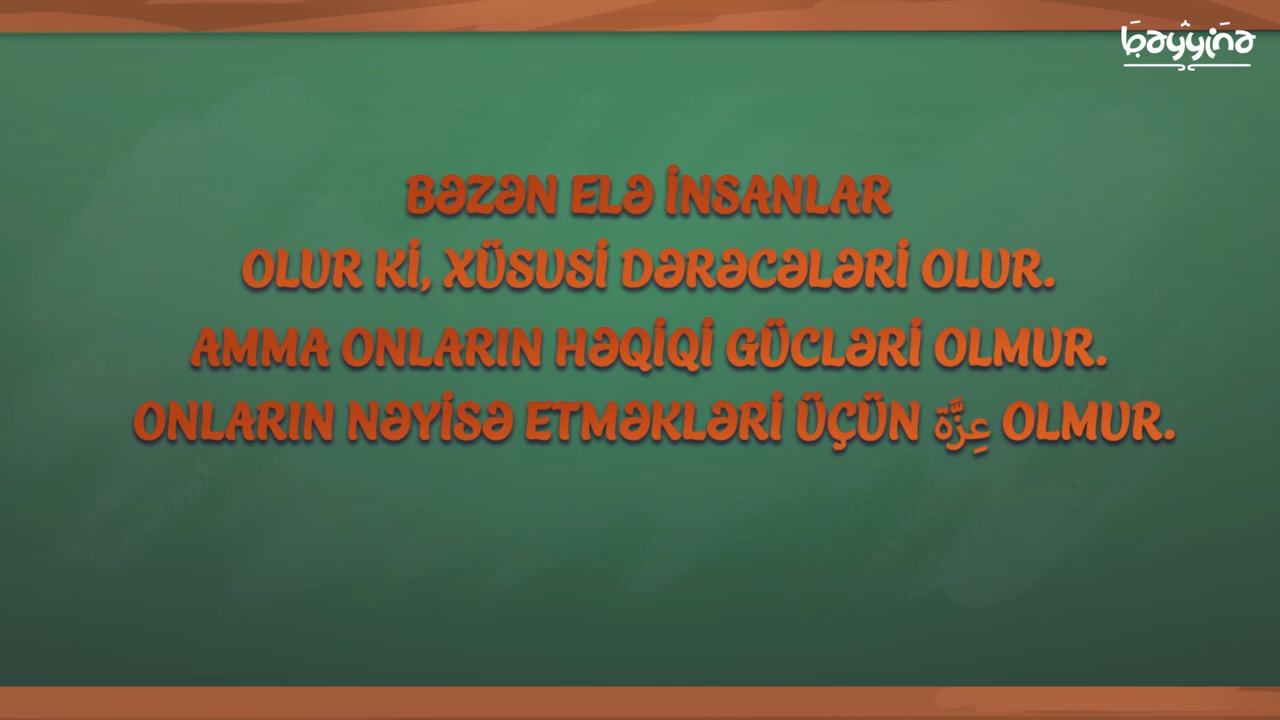 bayyina
BƏZƏN ELƏ İNSANLAR
OLUR Kİ, XÜSUSİ DƏRƏCƏLƏRİ OLUR.
AMMA ONLARIN HƏQİQİ GÜCLƏRİ OLMUR.
ONLARIN NƏYİSƏ ETMƏKLƏRİ ÜÇÜN عِزَّة OLMUR.